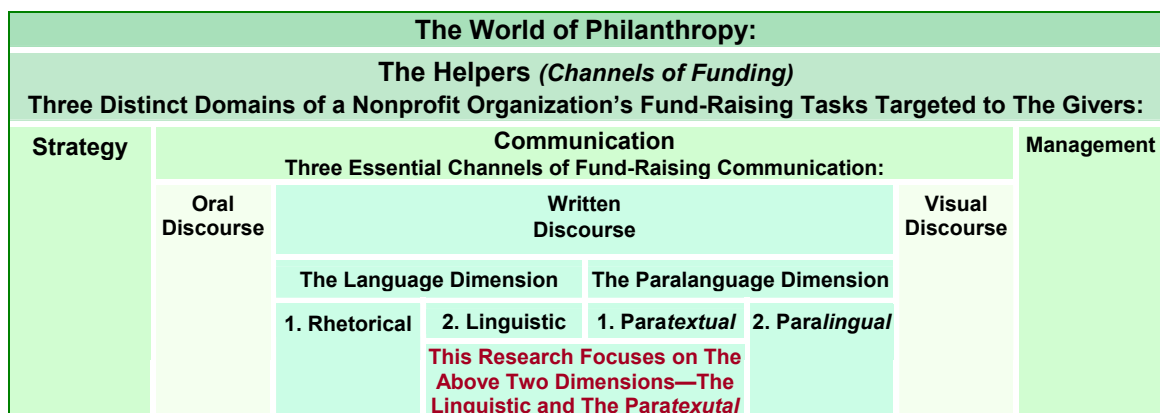 The World of Philanthropy:
The Helpers (Channels of Funding)
Three Distinct Domains of a Nonprofit Organization’s Fund-Raising Tasks Targeted to The Givers:
Strategy
Communication
Three Essential Channels of Fund-Raising Communication:
Management
Oral
Discourse
Written
Discourse
Visual
Discourse
The Language Dimension
The Paralanguage Dimension
1. Rhetorical
2. Linguistic
1. Paratextual
2. Paralingual
This Research Focuses on The
Above Two Dimensions—The
Linguistic and The Paratexutal